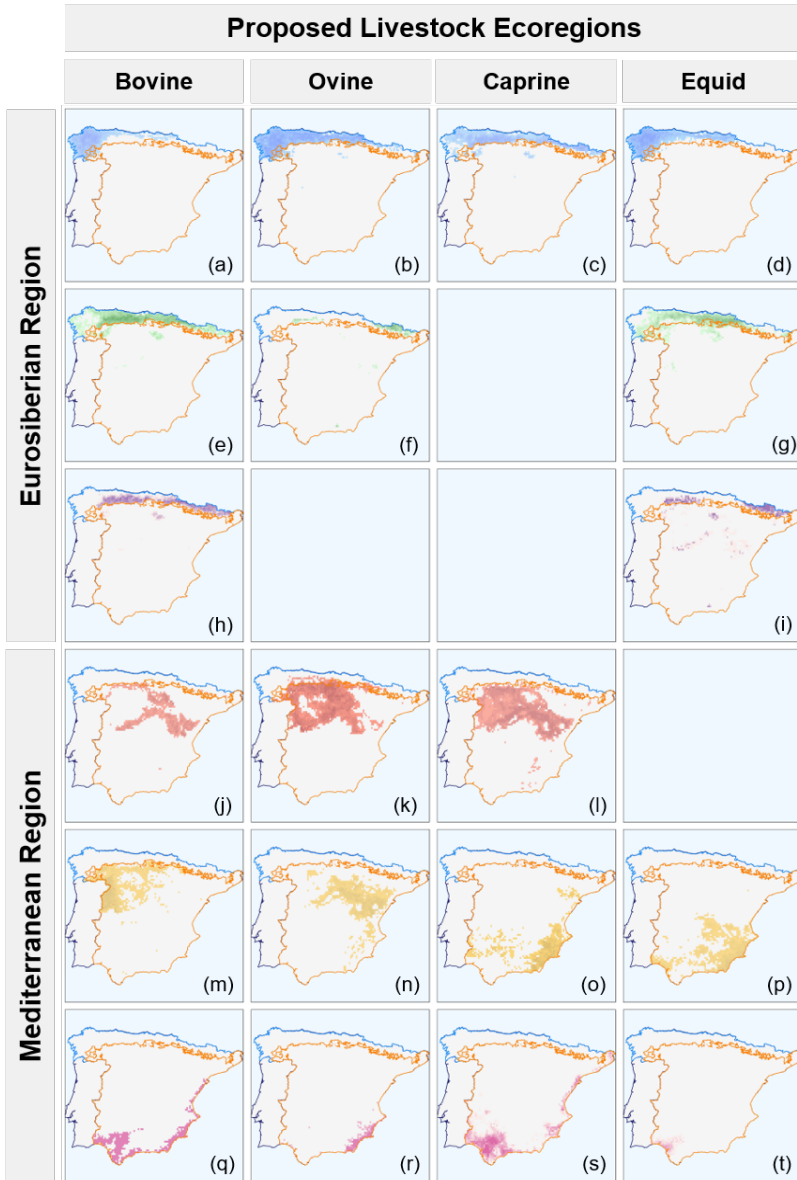 Proposed Livestock Ecoregions
Bovine Ovine Caprine Equid
Eurosiberian Region
(a) (b) (c) (d)
(e) (f) (g)
(h) (i)
Mediterranean Region
(j) (k) (l)
(m) (n) (o) (p)
(q) (r) (s) (t)